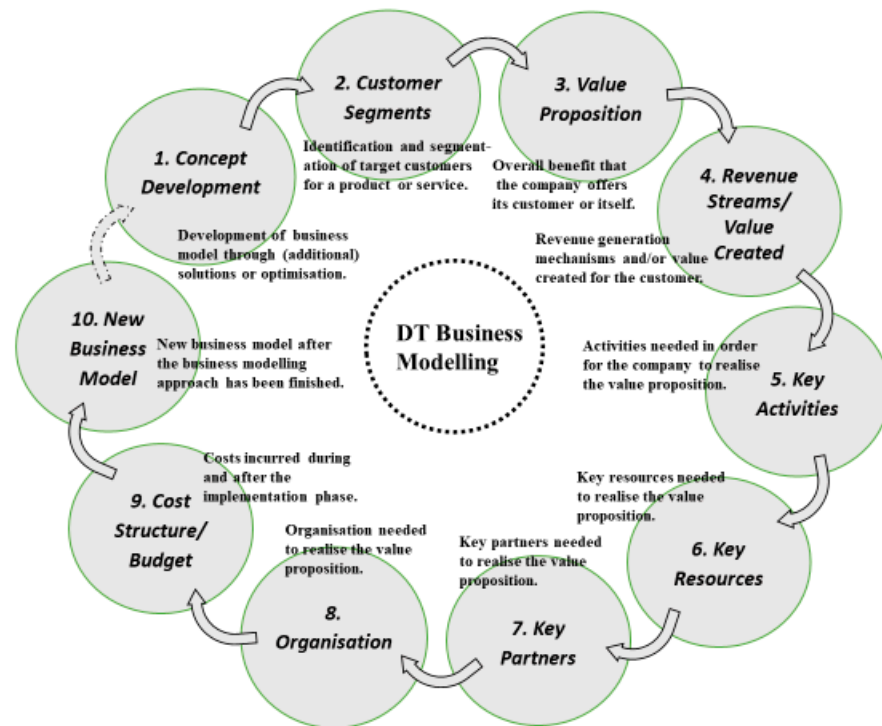 2. Customer
Segments
Identification and segment-
ation of target customers
for a product or service.
3. Value
Proposition
Overall benefit that
the company offers
its customer or itself.
1. Concept
Development
Development of business
model through (additional)
solutions or optimisation.
4. Revenue
Streams/
Value
Created
Revenue generation
mechanisms and/or value
created for the customer.
DT Business
Modelling
10. New
Business
Model
New business model after
the business modelling
approach has been finished.
Activities needed in order
for the company to realise
the value proposition.
5. Key
Activities
9. Cost
Structure/
Budget
Costs incurred during
and after the
implementation phase.
Key resources needed
to realise the value
proposition.
6. Key
Resources
Organisation needed
to realise the value
proposition.
8.
Organisation
Key partners needed
to realise the value
proposition.
7. Key
Partners